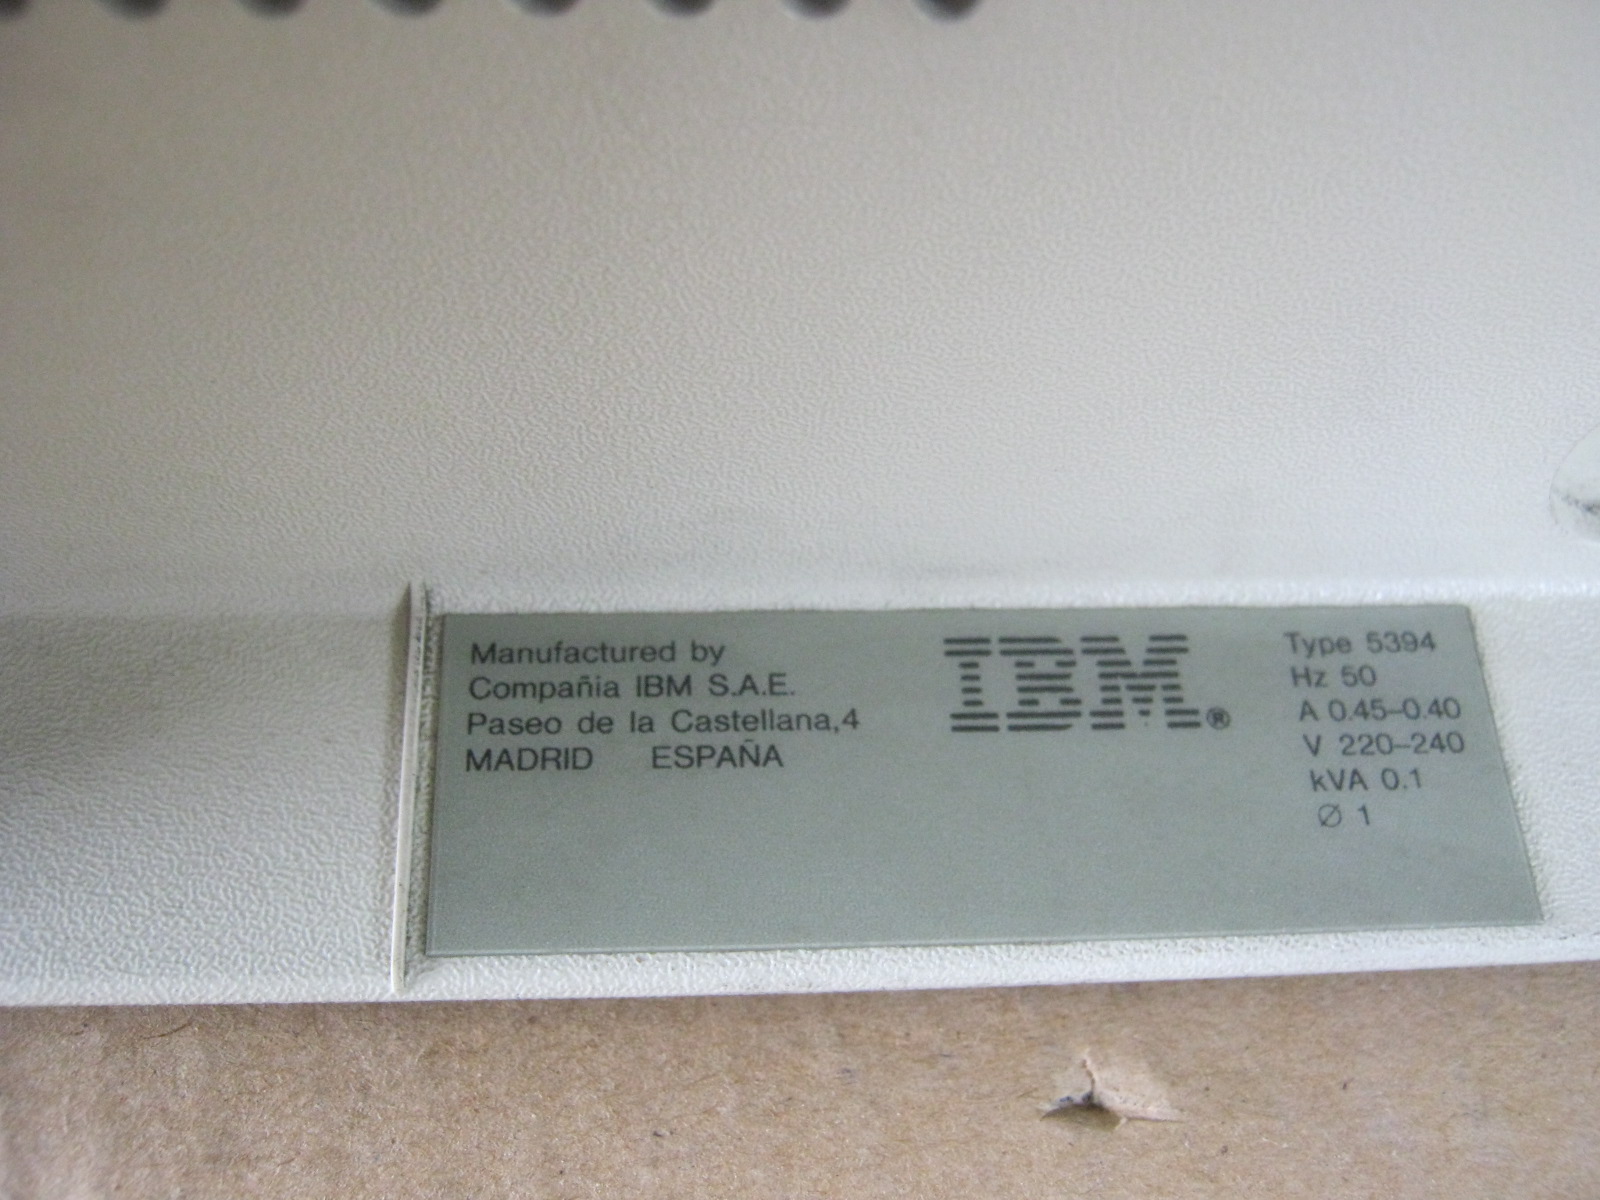 Manufactured by
Compañia IBM S.A.E.
Paseo de la Castellana,4
MADRID ESPAÑA
IBM®
Type 5394
Hz 50
A 0.45–0.40
V 220–240
kVA 0.1
∅ 1